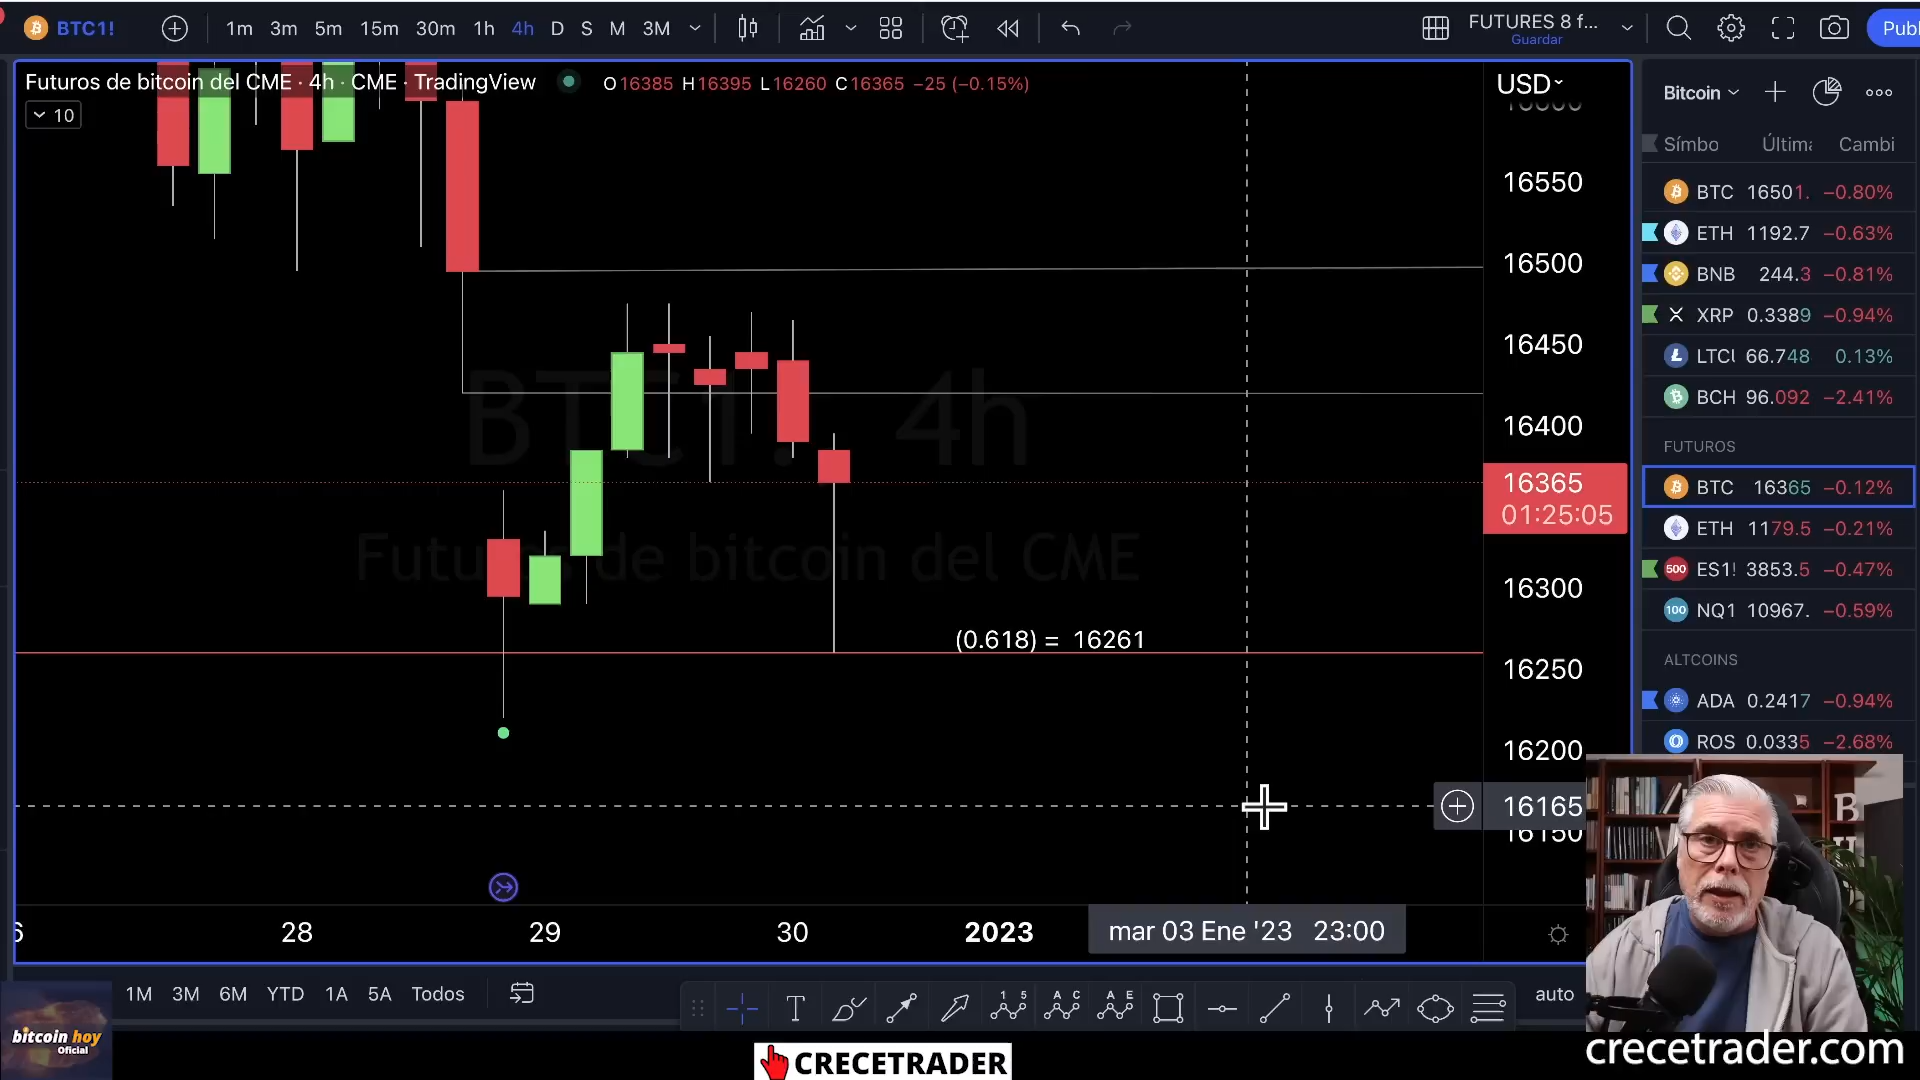 BTC1!
1m 3m 5m 15m 30m 1h 4h D S M 3M
FUTURES 8 f...
Guardar
Publ
Futuros de bitcoin del CME · 4h · CME · TradingView
O16385 H16395 L16260 C16365 −25 (−0.15%)
10
USD
16550
16500
16450
16400
16365
01:25:05
16300
16250
16200
16165
16150
BTC1! 4h
Futuros de bitcoin del CME
(0.618) = 16261
28 29 30 2023
mar 03 Ene '23 23:00
Bitcoin
Símbo Última Cambi
BTC 16501. −0.80%
ETH 1192.7 −0.63%
BNB 244.3 −0.81%
XRP 0.3389 −0.94%
LTCU 66.748 0.13%
BCH 96.092 −2.41%
FUTUROS
BTC 16365 −0.12%
ETH 1179.5 −0.21%
500 ES1! 3853.5 −0.47%
100 NQ1 10967. −0.59%
ALTCOINS
ADA 0.2417 −0.94%
ROS 0.0335 −2.68%
1M 3M 6M YTD 1A 5A Todos
auto
bitcoin hoy
Oficial
CRECETRADER
crecetrader.com